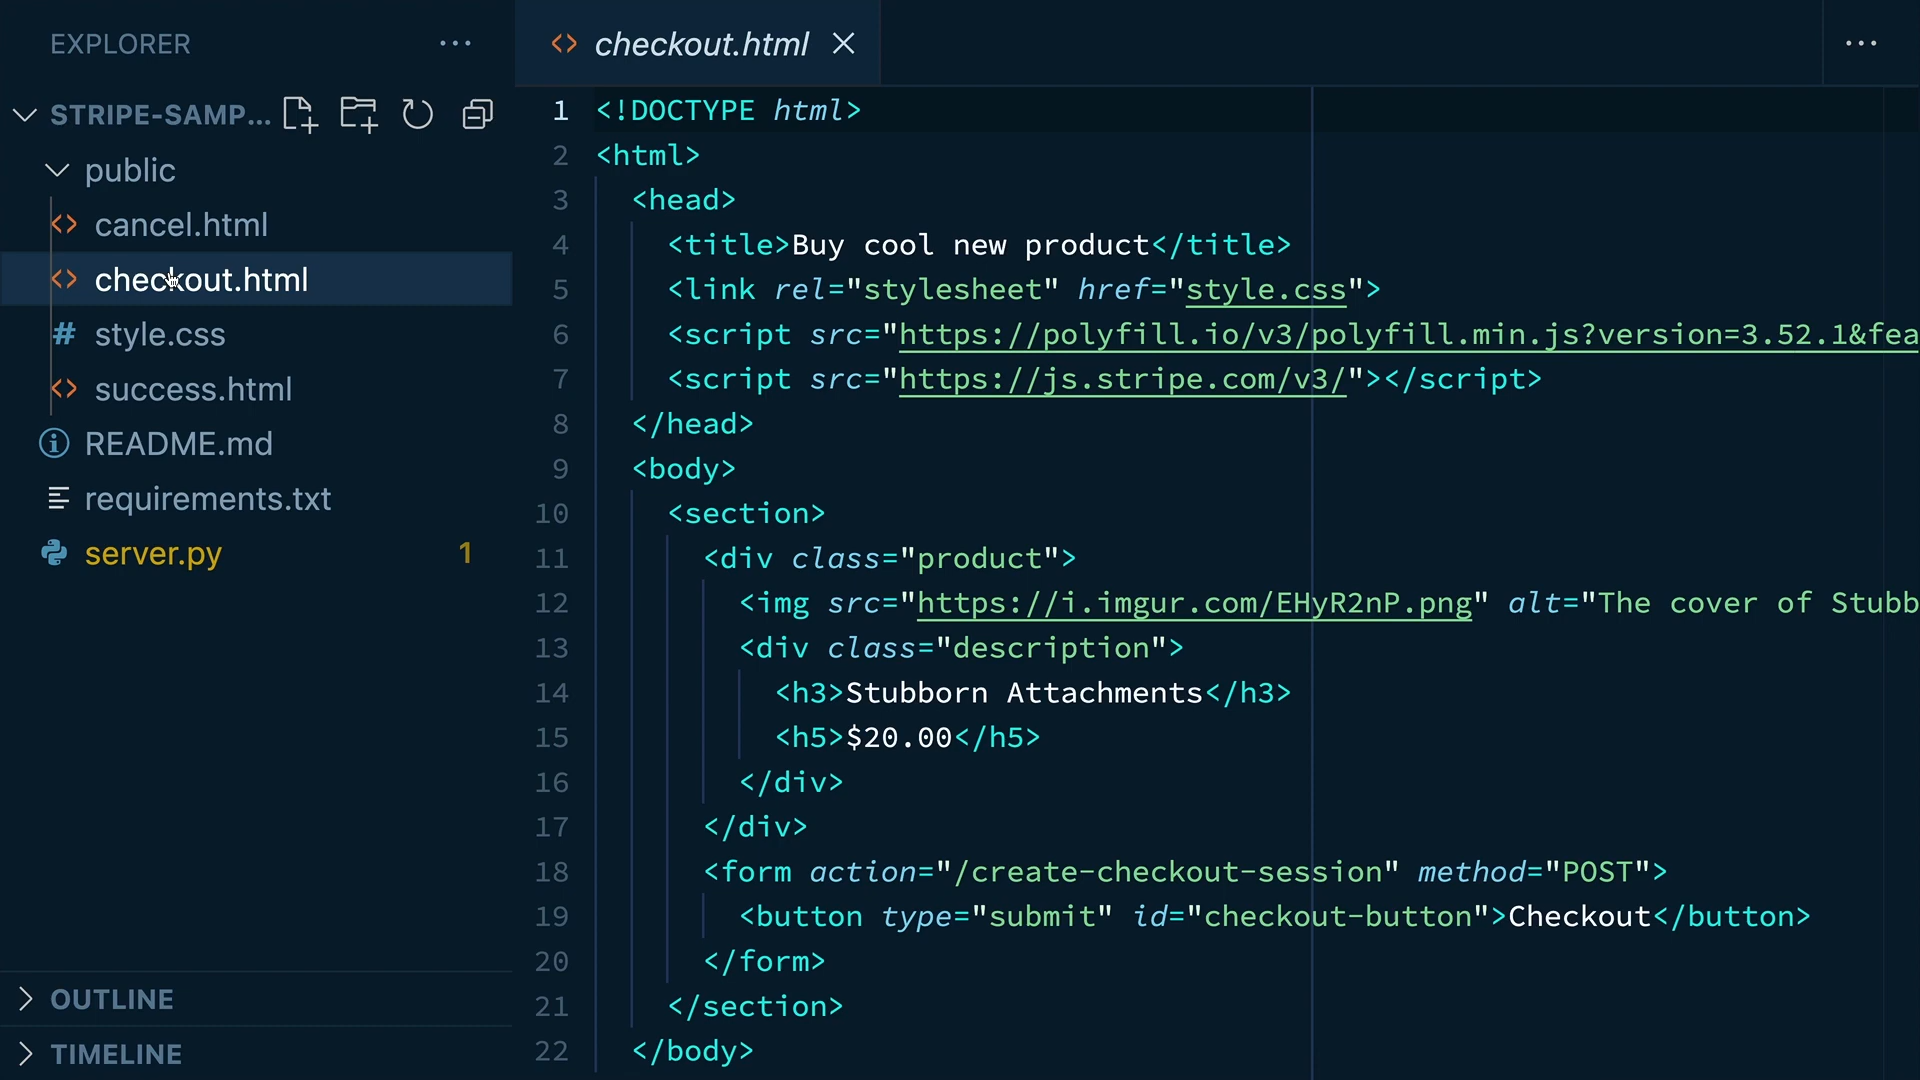 EXPLORER
STRIPE-SAMP...
public
cancel.html
checkout.html
style.css
success.html
README.md
requirements.txt
server.py 1
OUTLINE
TIMELINE
checkout.html
1 <!DOCTYPE html>
2 <html>
3 <head>
4 <title>Buy cool new product</title>
5 <link rel="stylesheet" href="style.css">
6 <script src="https://polyfill.io/v3/polyfill.min.js?version=3.52.1&fea
7 <script src="https://js.stripe.com/v3/"></script>
8 </head>
9 <body>
10 <section>
11 <div class="product">
12 <img src="https://i.imgur.com/EHyR2nP.png" alt="The cover of Stubb
13 <div class="description">
14 <h3>Stubborn Attachments</h3>
15 <h5>$20.00</h5>
16 </div>
17 </div>
18 <form action="/create-checkout-session" method="POST">
19 <button type="submit" id="checkout-button">Checkout</button>
20 </form>
21 </section>
22 </body>